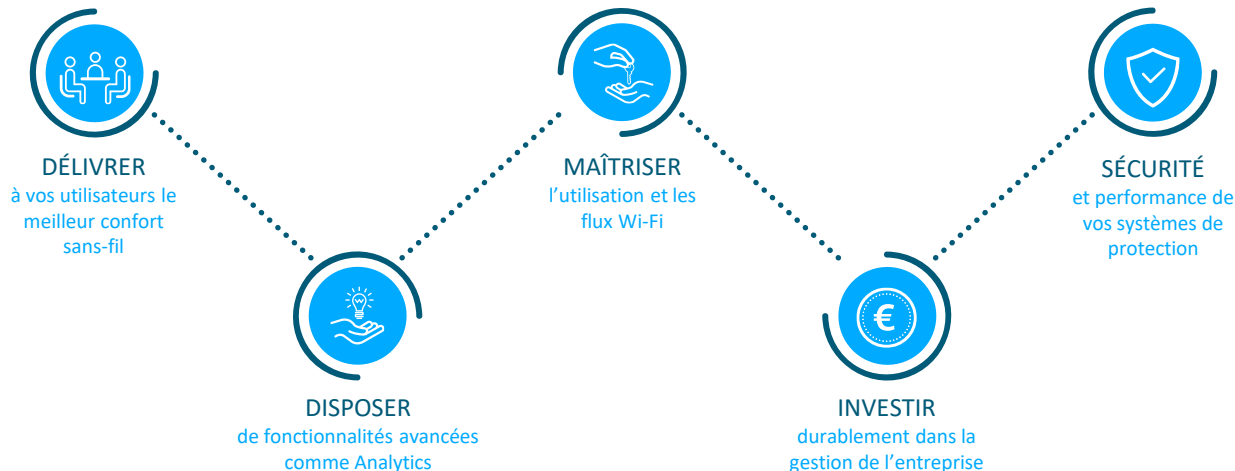 DÉLIVRER
à vos utilisateurs le
meilleur confort
sans-fil
DISPOSER
de fonctionnalités avancées
comme Analytics
MAÎTRISER
l’utilisation et les
flux Wi-Fi
€
INVESTIR
durablement dans la
gestion de l’entreprise
SÉCURITÉ
et performance de
vos systèmes de
protection